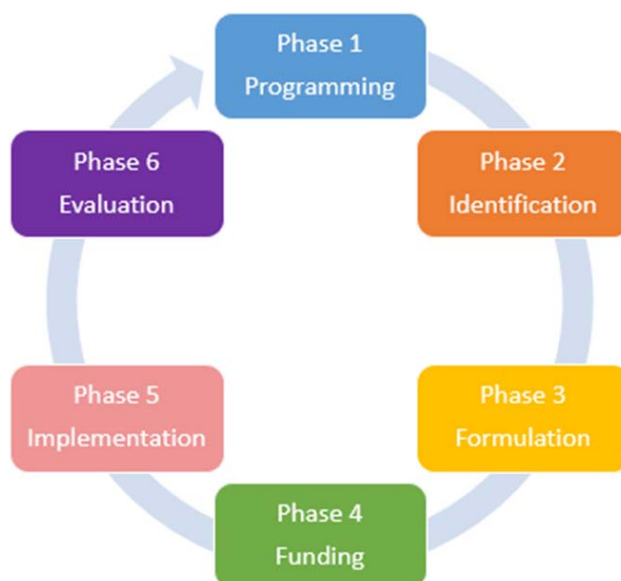 Phase 1
Programming
Phase 2
Identification
Phase 3
Formulation
Phase 4
Funding
Phase 5
Implementation
Phase 6
Evaluation